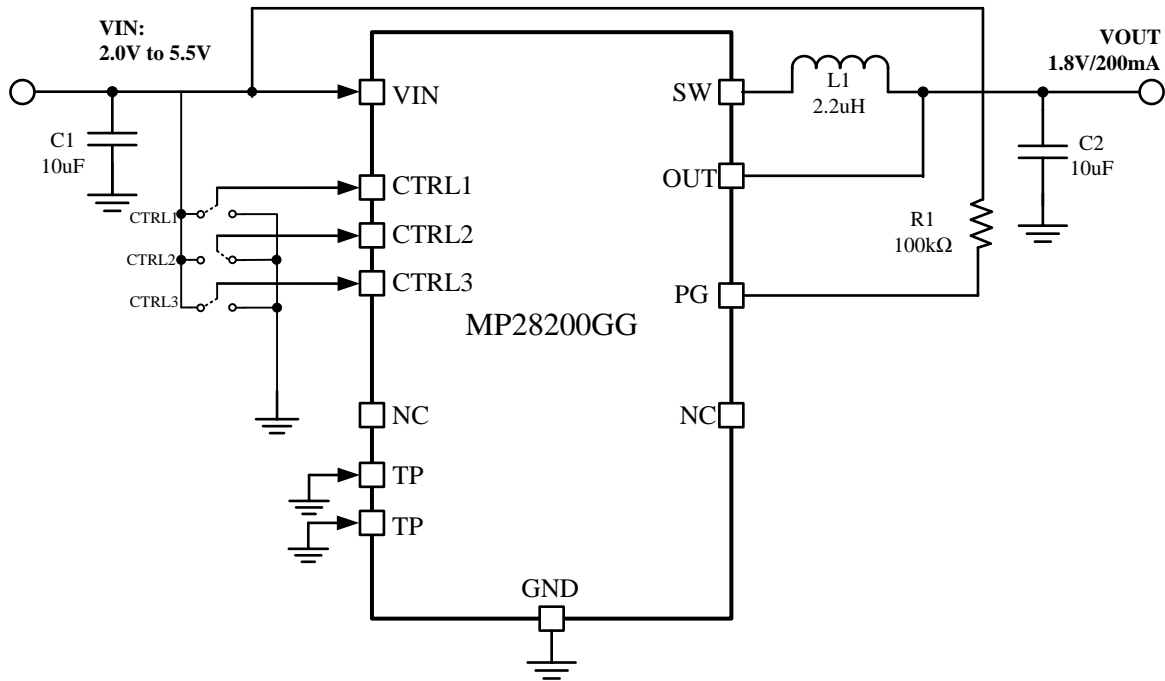 VIN:
2.0V to 5.5V
VOUT
1.8V/200mA
VIN
SW
L1
2.2uH
C1
10uF
C2
10uF
CTRL1
OUT
CTRL1
CTRL2
R1
100kΩ
CTRL2
CTRL3
CTRL3
PG
MP28200GG
NC
NC
TP
TP
GND